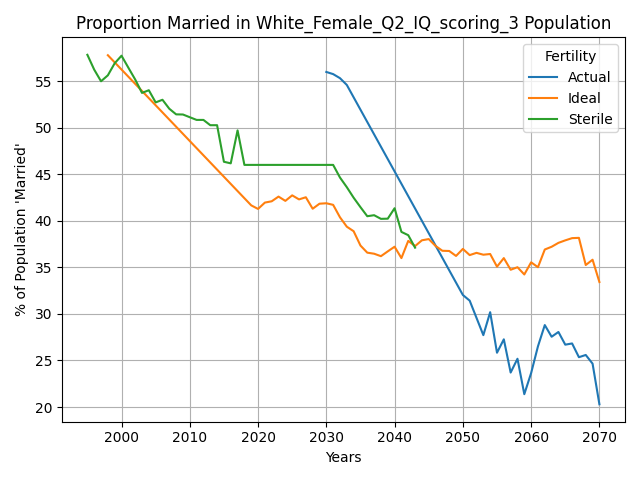 Proportion Married in White_Female_Q2_IQ_scoring_3 Population
% of Population 'Married'
55
50
45
40
35
30
25
20
Fertility
Actual
Ideal
Sterile
2000 2010 2020 2030 2040 2050 2060 2070
Years